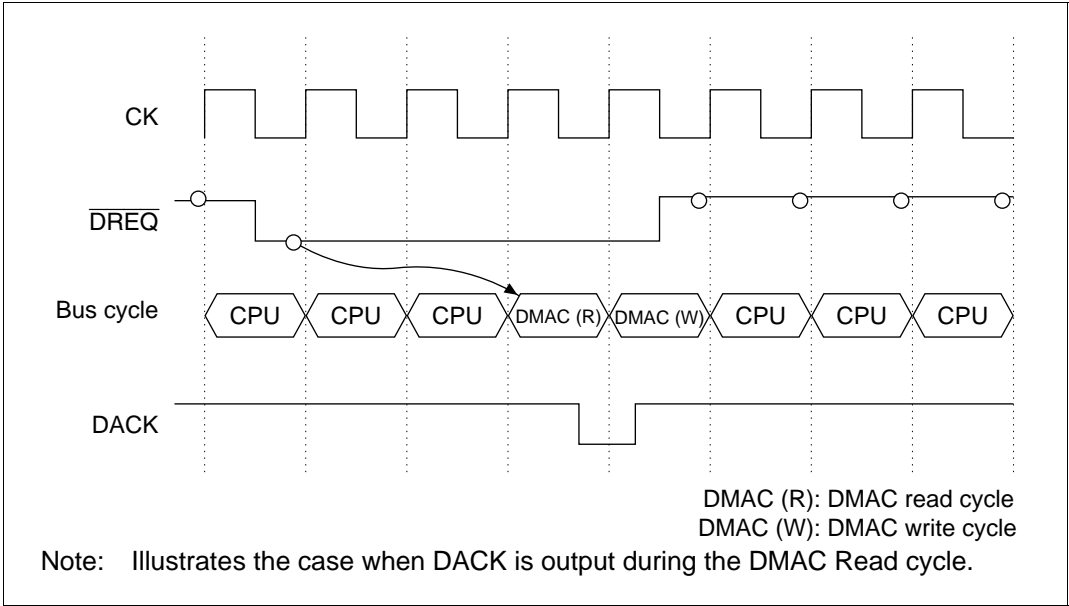 CK
DREQ
Bus cycle
CPU CPU CPU DMAC (R) DMAC (W) CPU CPU CPU
DACK
DMAC (R): DMAC read cycle
DMAC (W): DMAC write cycle
Note: Illustrates the case when DACK is output during the DMAC Read cycle.